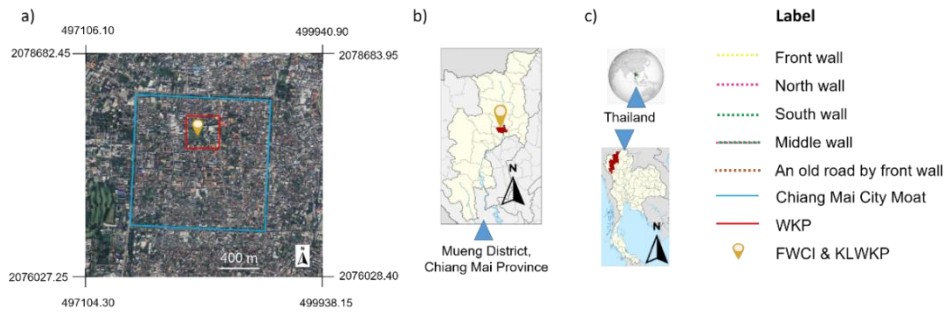 a)
497106.10
499940.90
2078682.45
2078683.95
400 m
2076027.25
2076028.40
497104.30
499938.15
b)
N
Mueng District,
Chiang Mai Province
c)
Thailand
N
Label
Front wall
North wall
South wall
Middle wall
An old road by front wall
Chiang Mai City Moat
WKP
FWCI & KLWKP